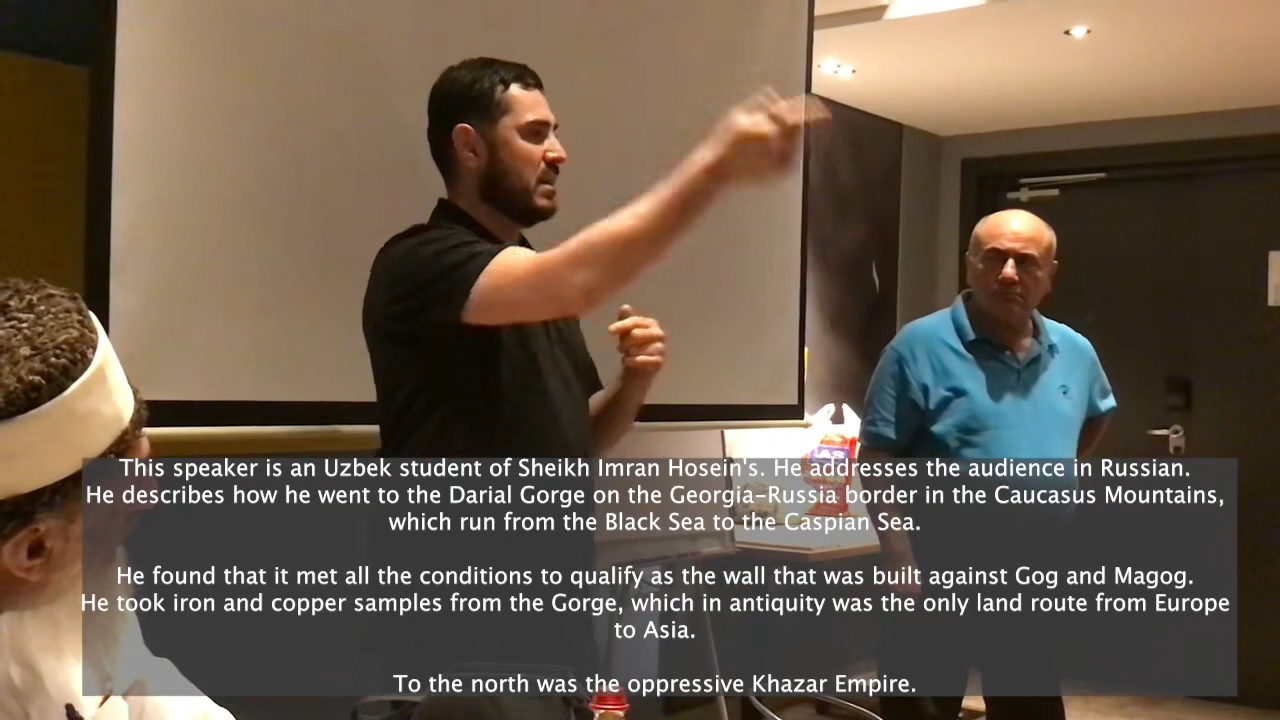 This speaker is an Uzbek student of Sheikh Imran Hosein's. He addresses the audience in Russian.
He describes how he went to the Darial Gorge on the Georgia-Russia border in the Caucasus Mountains,
which run from the Black Sea to the Caspian Sea.
He found that it met all the conditions to qualify as the wall that was built against Gog and Magog.
He took iron and copper samples from the Gorge, which in antiquity was the only land route from Europe
to Asia.
To the north was the oppressive Khazar Empire.